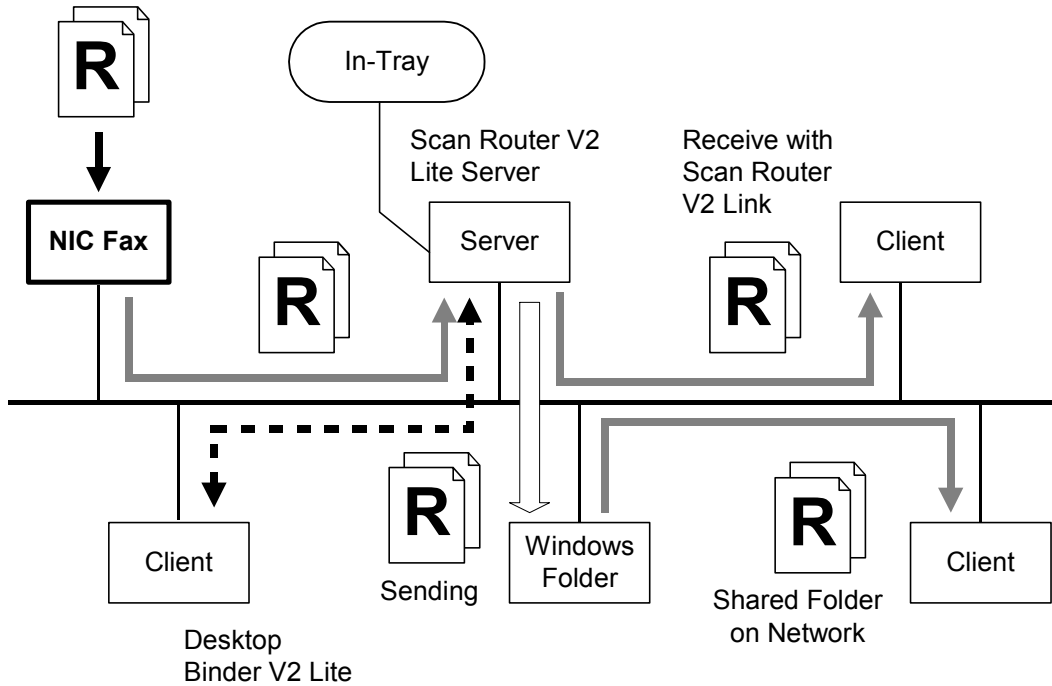 R
In-Tray
Scan Router V2
Lite Server
Receive with
Scan Router
V2 Link
NIC Fax
Server
Client
R
R
R
R
Client
Sending
Windows
Folder
Client
Shared Folder
on Network
Desktop
Binder V2 Lite